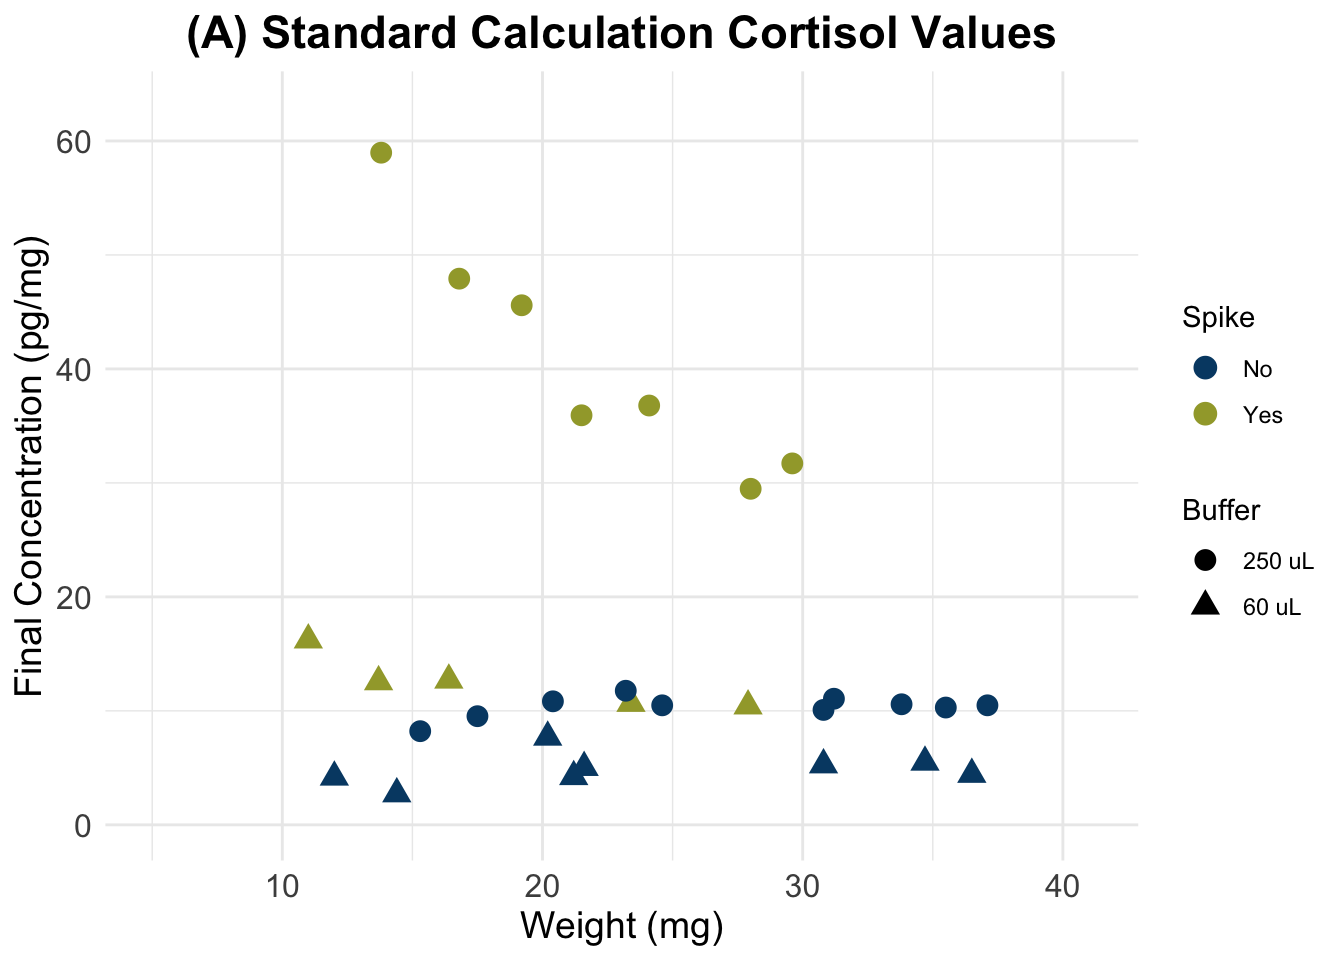 (A) Standard Calculation Cortisol Values
Final Concentration (pg/mg)
60
40
20
0
10
20
30
40
Weight (mg)
Spike
No
Yes
Buffer
250 uL
60 uL